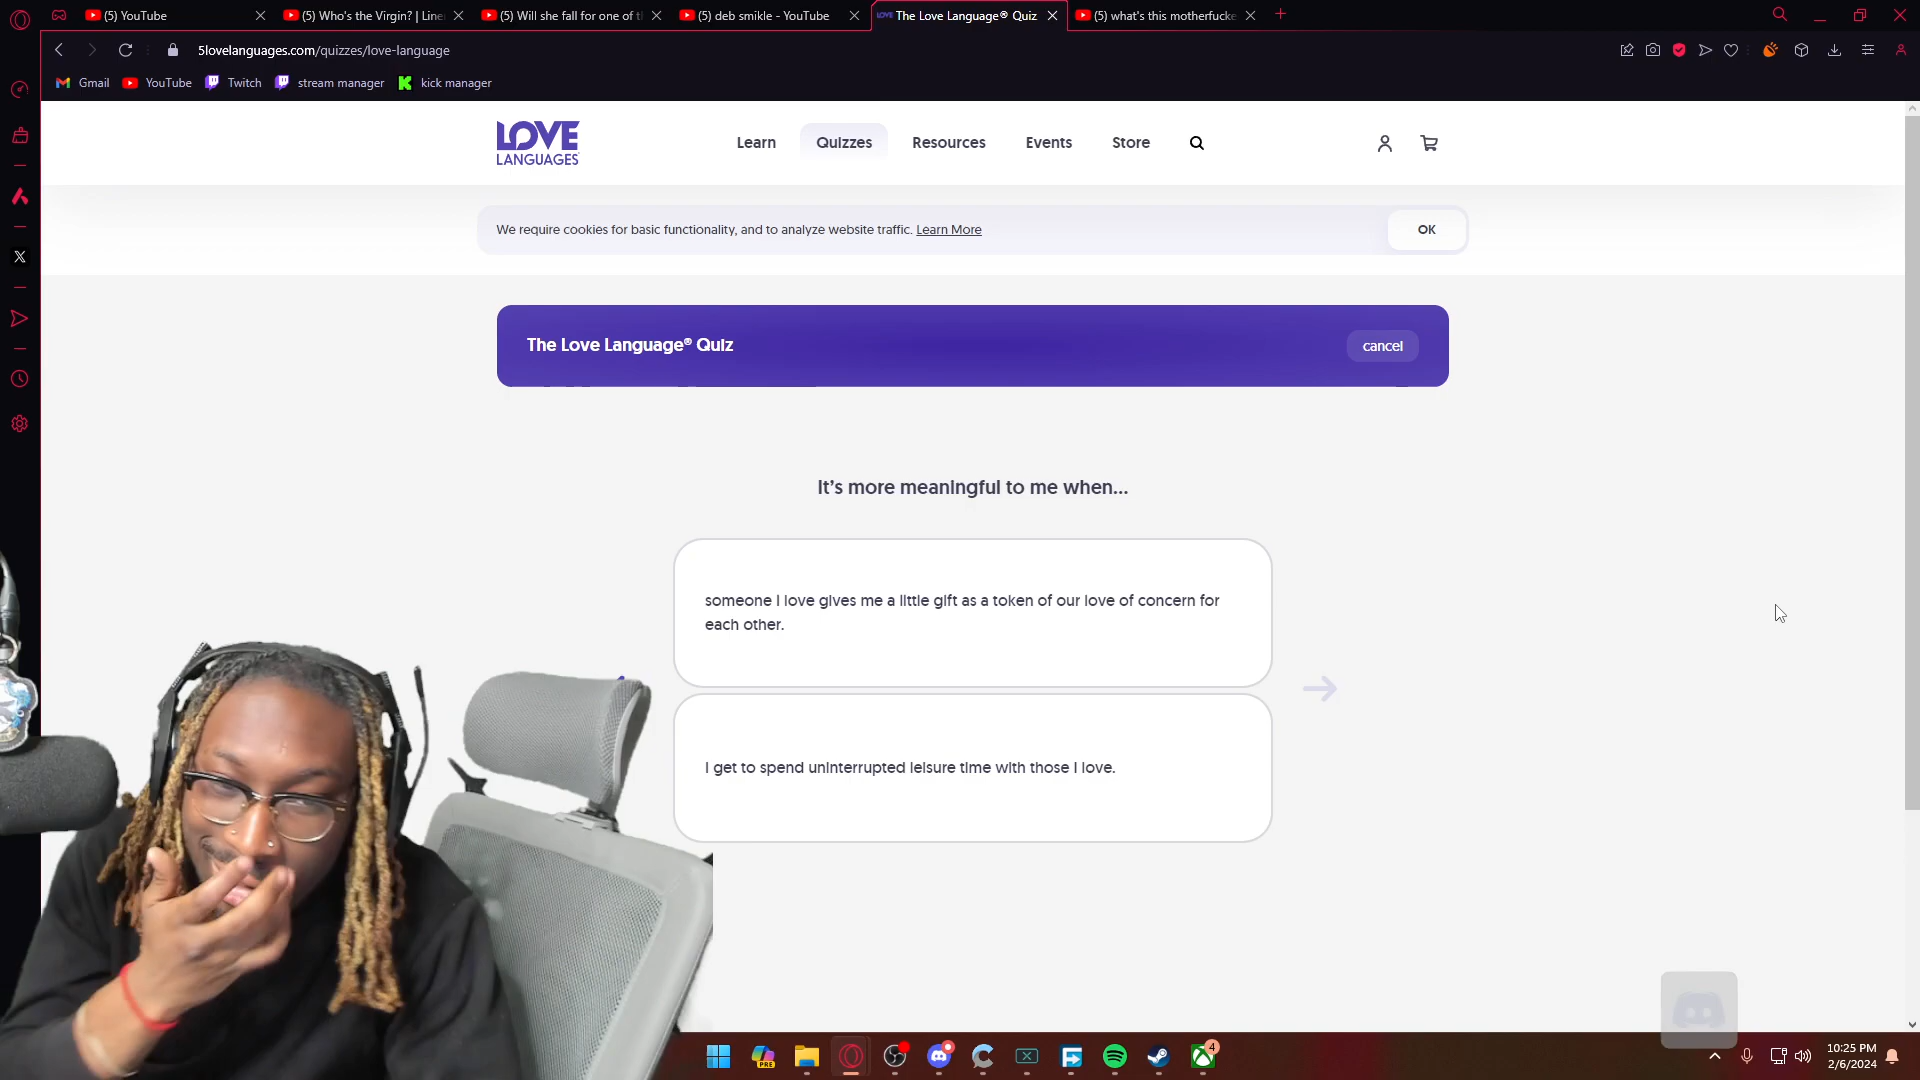 (5) YouTube
(5) Who's the Virgin? | Line
(5) Will she fall for one of t
(5) deb smikle - YouTube
The Love Language® Quiz
(5) what's this motherfucke
5lovelanguages.com/quizzes/love-language
Gmail
YouTube
Twitch
stream manager
kick manager
LOVE
LANGUAGES
Learn
Quizzes
Resources
Events
Store
We require cookies for basic functionality, and to analyze website traffic. Learn More
OK
The Love Language® Quiz
cancel
It's more meaningful to me when...
someone I love gives me a little gift as a token of our love of concern for
each other.
I get to spend uninterrupted leisure time with those I love.
PRE
4
10:25 PM
2/6/2024